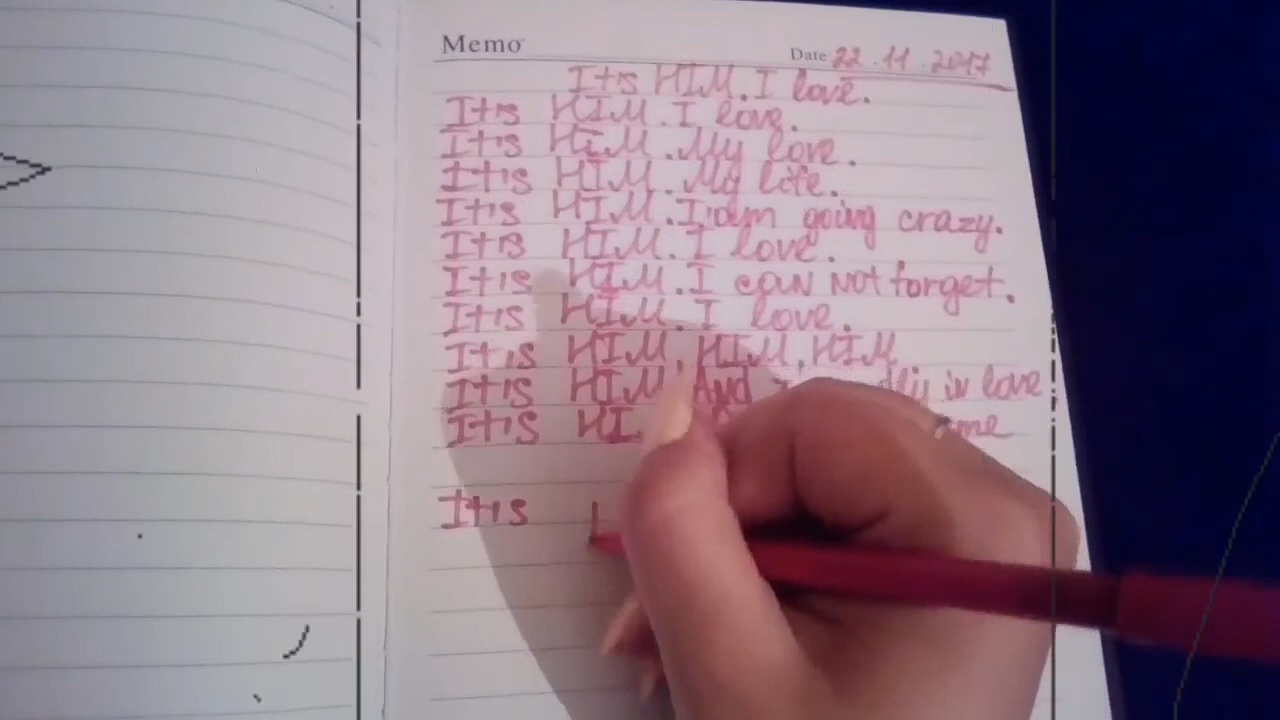 Memo
Date 22.11.2017
It's HIM. I love.
It's HIM. I love.
It's HiM. My love.
It's HIM. My life.
It's HIM. I'am going crazy.
It's HIM. I love.
It's HIM. I can not forget.
It's HIM. I love.
It's HIM, HIM, HIM
It's HIM And in love
It's HI
It's